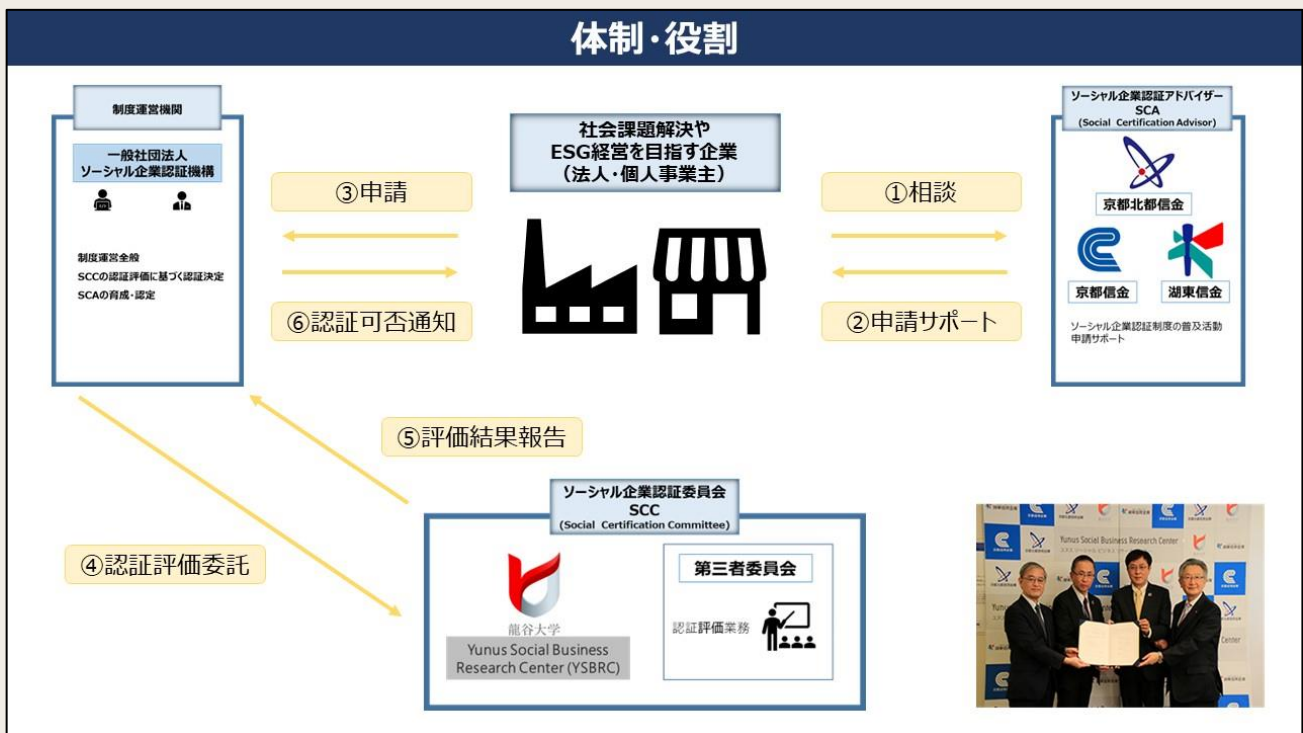 体制・役割
制度運営機関
一般社団法人
ソーシャル企業認証機構
制度運営全般
SCCの認証評価に基づく認証決定
SCAの育成・認定
③申請
⑥認証可否通知
社会課題解決や
ESG経営を目指す企業
（法人・個人事業主）
①相談
②申請サポート
ソーシャル企業認証アドバイザー
SCA
(Social Certification Advisor)
京都北都信金
京都信金
湖東信金
ソーシャル企業認証制度の普及活動
申請サポート
⑤評価結果報告
④認証評価委託
ソーシャル企業認証委員会
SCC
(Social Certification Committee)
龍谷大学
Yunus Social Business
Research Center (YSBRC)
第三者委員会
認証評価業務
Yunus Social Business Research Center